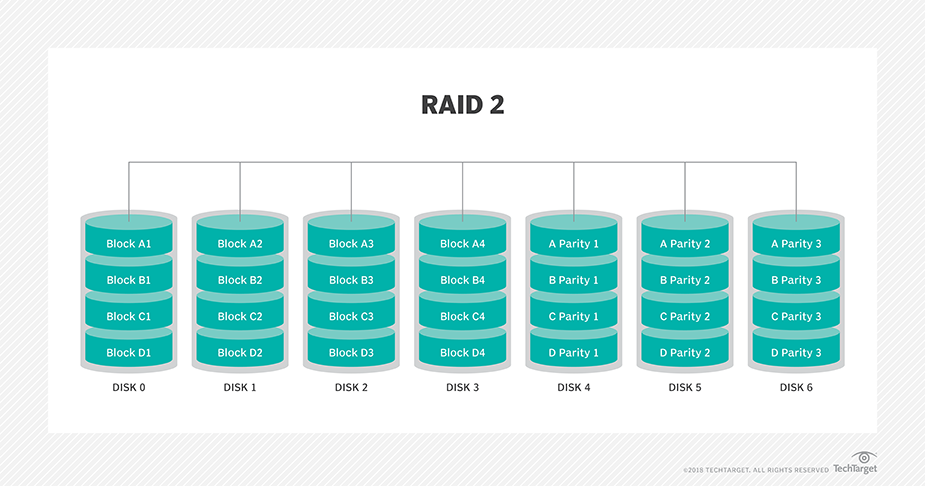 RAID 2
Block A1 Block A2 Block A3 Block A4 A Parity 1 A Parity 2 A Parity 3
Block B1 Block B2 Block B3 Block B4 B Parity 1 B Parity 2 B Parity 3
Block C1 Block C2 Block C3 Block C4 C Parity 1 C Parity 2 C Parity 3
Block D1 Block D2 Block D3 Block D4 D Parity 1 D Parity 2 D Parity 3
DISK 0 DISK 1 DISK 2 DISK 3 DISK 4 DISK 5 DISK 6
©2018 TECHTARGET. ALL RIGHTS RESERVED TechTarget